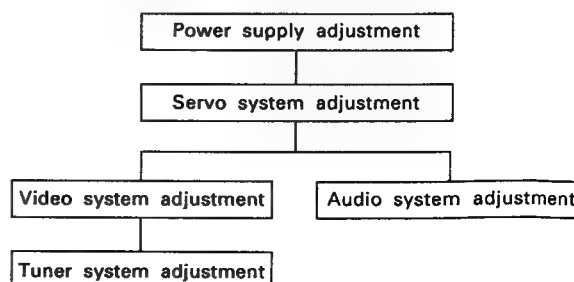 Power supply adjustment
Servo system adjustment
Video system adjustment
Audio system adjustment
Tuner system adjustment